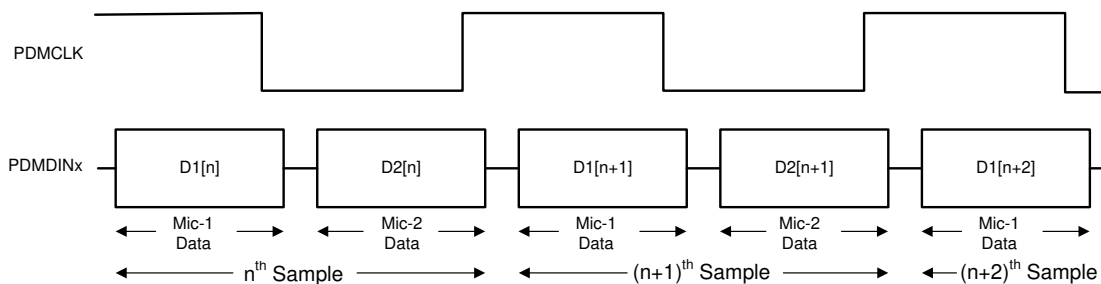 PDMCLK
PDMDINx
D1[n]
D2[n]
D1[n+1]
D2[n+1]
D1[n+2]
Mic-1
Data
Mic-2
Data
Mic-1
Data
Mic-2
Data
Mic-1
Data
nth Sample
(n+1)th Sample
(n+2)th Sample